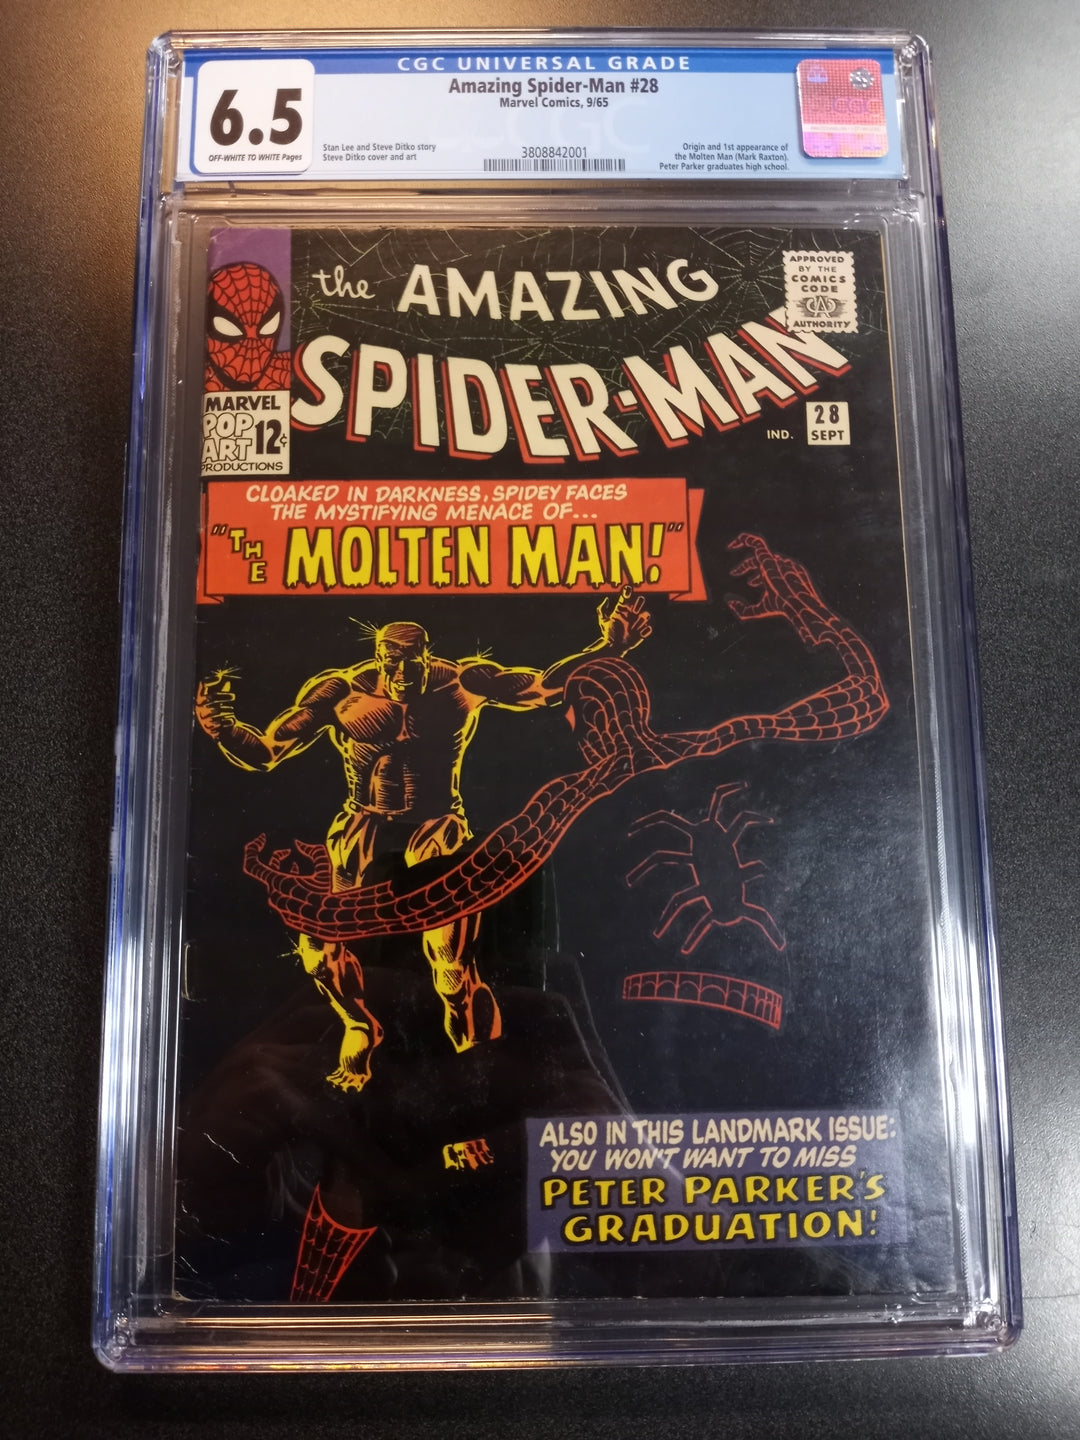 CGC UNIVERSAL GRADE
Amazing Spider-Man #28
Marvel Comics, 9/65
6.5
OFF-WHITE TO WHITE Pages
Stan Lee and Steve Ditko story
Steve Ditko cover and art
3808842001
Origin and 1st appearance of
the Molten Man (Mark Raxton).
Peter Parker graduates high school.
CGC
the AMAZING
SPIDER-MAN
APPROVED
BY THE
COMICS
CODE
CA
AUTHORITY
MARVEL
POP
ART
12¢
PRODUCTIONS
IND.
28
SEPT
CLOAKED IN DARKNESS, SPIDEY FACES
THE MYSTIFYING MENACE OF...
"THE MOLTEN MAN!"
ALSO IN THIS LANDMARK ISSUE:
YOU WON'T WANT TO MISS
PETER PARKER'S
GRADUATION!